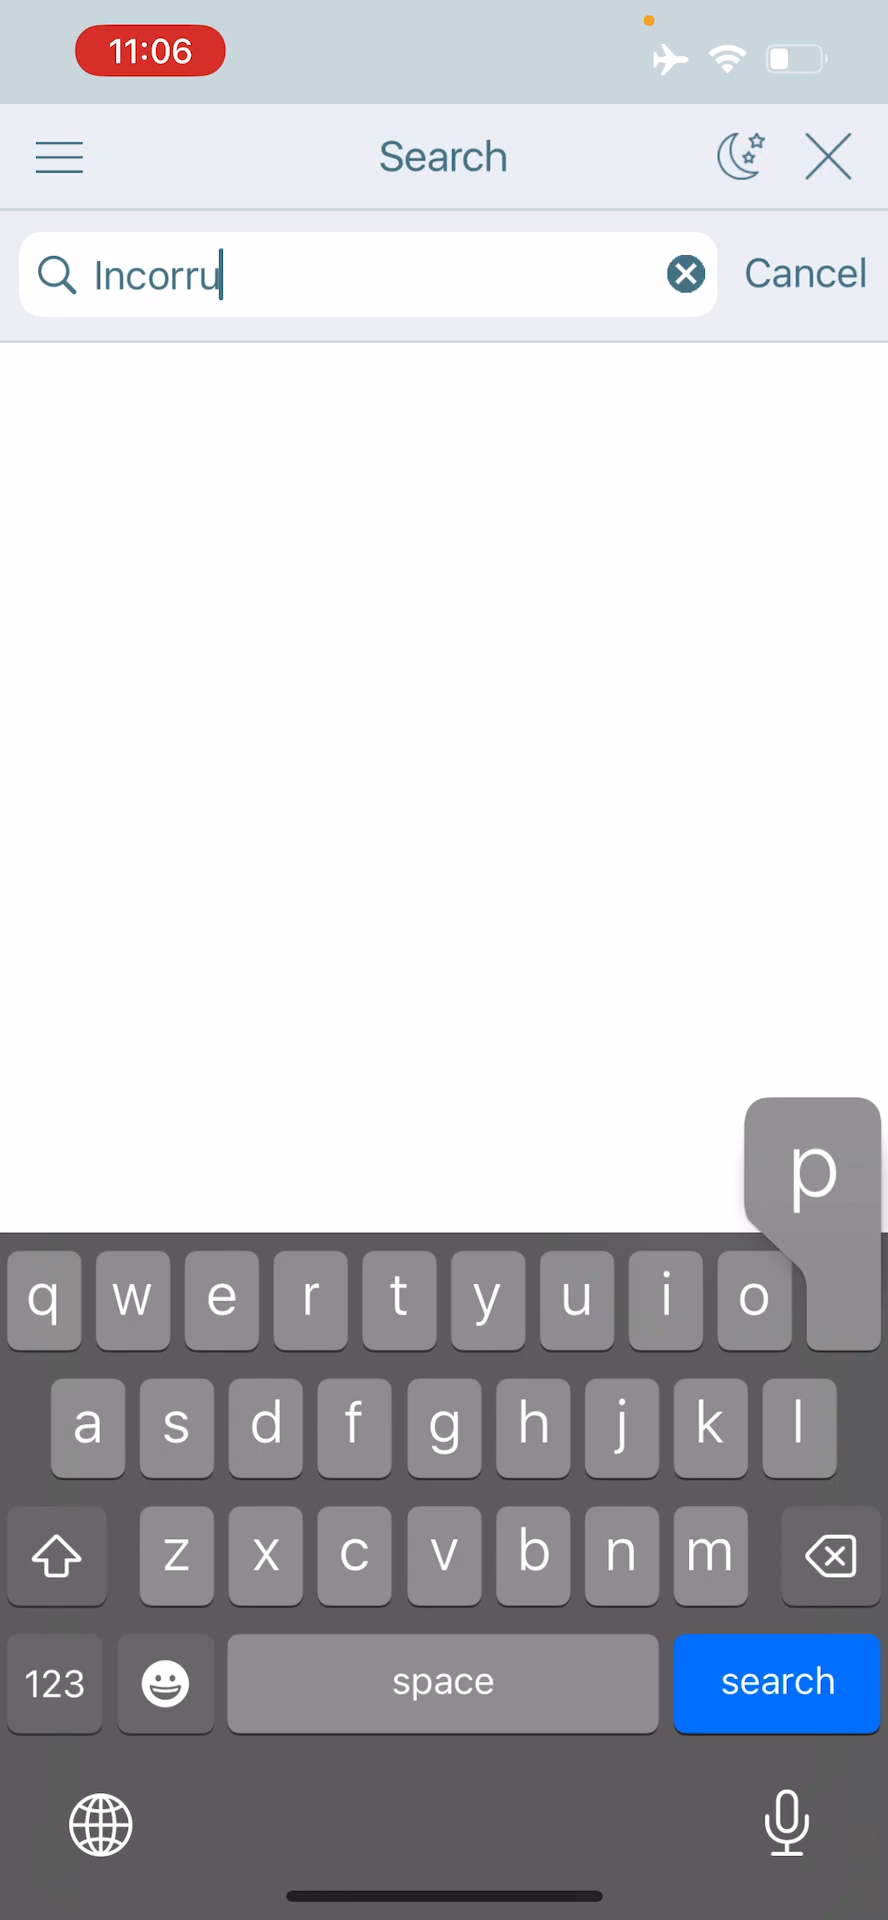 11:06
Search
Incorru
Cancel
p
q w e r t y u i o
a s d f g h j k l
z x c v b n m
123 space search